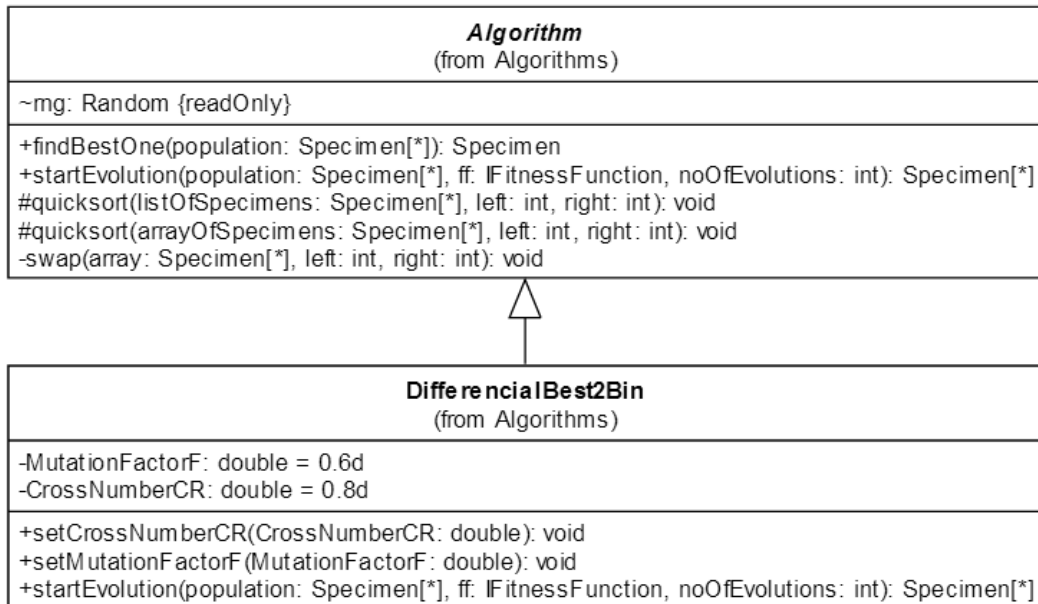 Algorithm
(from Algorithms)
~rng: Random {readOnly}
+findBestOne(population: Specimen[*]): Specimen
+startEvolution(population: Specimen[*], ff: IFitnessFunction, noOfEvolutions: int): Specimen[*]
#quicksort(listOfSpecimens: Specimen[*], left: int, right: int): void
#quicksort(arrayOfSpecimens: Specimen[*], left: int, right: int): void
-swap(array: Specimen[*], left: int, right: int): void
DifferencialBest2Bin
(from Algorithms)
-MutationFactorF: double = 0.6d
-CrossNumberCR: double = 0.8d
+setCrossNumberCR(CrossNumberCR: double): void
+setMutationFactorF(MutationFactorF: double): void
+startEvolution(population: Specimen[*], ff: IFitnessFunction, noOfEvolutions: int): Specimen[*]